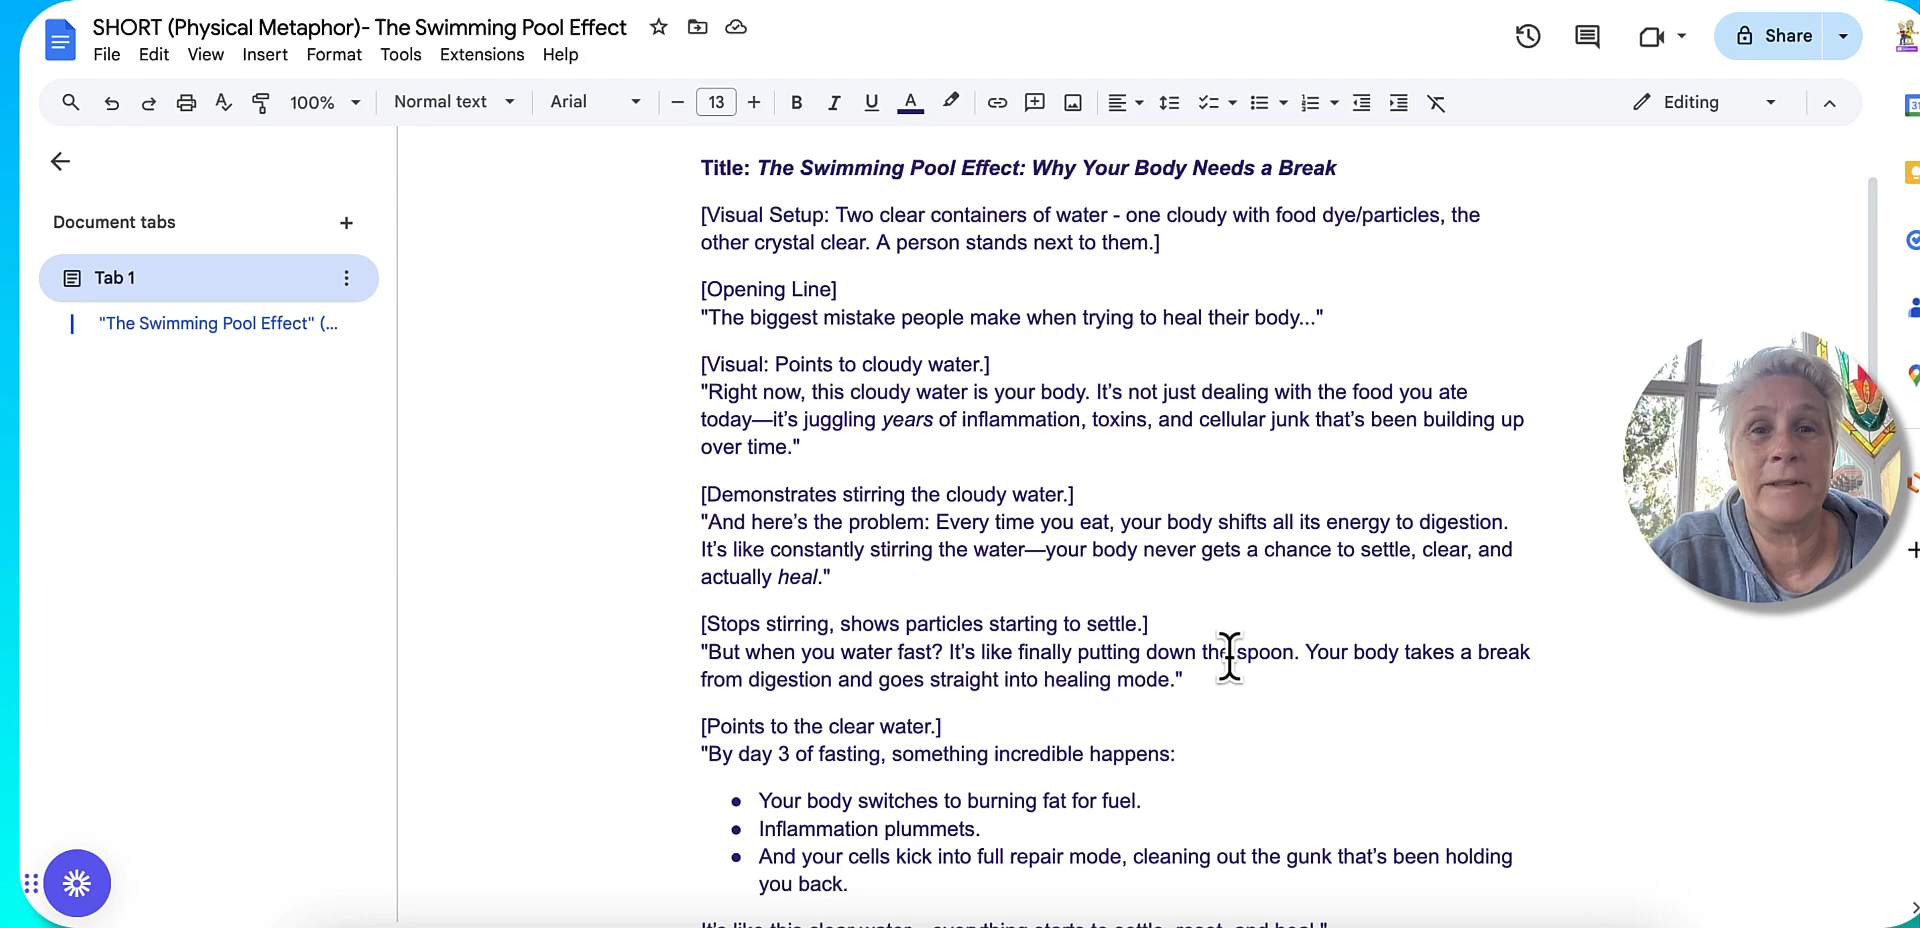 SHORT (Physical Metaphor)- The Swimming Pool Effect
File Edit View Insert Format Tools Extensions Help
Share
100% Normal text Arial 13 B I U A Editing
31
Document tabs
Tab 1
"The Swimming Pool Effect" (...
Title: The Swimming Pool Effect: Why Your Body Needs a Break
[Visual Setup: Two clear containers of water - one cloudy with food dye/particles, the
other crystal clear. A person stands next to them.]
[Opening Line]
"The biggest mistake people make when trying to heal their body..."
[Visual: Points to cloudy water.]
"Right now, this cloudy water is your body. It’s not just dealing with the food you ate
today—it’s juggling years of inflammation, toxins, and cellular junk that’s been building up
over time."
[Demonstrates stirring the cloudy water.]
"And here’s the problem: Every time you eat, your body shifts all its energy to digestion.
It’s like constantly stirring the water—your body never gets a chance to settle, clear, and
actually heal."
[Stops stirring, shows particles starting to settle.]
"But when you water fast? It’s like finally putting down the spoon. Your body takes a break
from digestion and goes straight into healing mode."
[Points to the clear water.]
"By day 3 of fasting, something incredible happens:
● Your body switches to burning fat for fuel.
● Inflammation plummets.
● And your cells kick into full repair mode, cleaning out the gunk that’s been holding
you back.